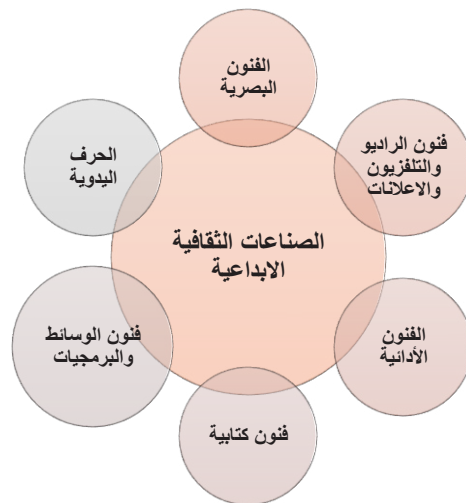 الفنون
البصرية
فنون الراديو
والتلفزيون
والاعلانات
الفنون
الأدائية
فنون كتابية
فنون الوسائط
والبرمجيات
الحرف
اليدوية
الصناعات الثقافية
الابداعية